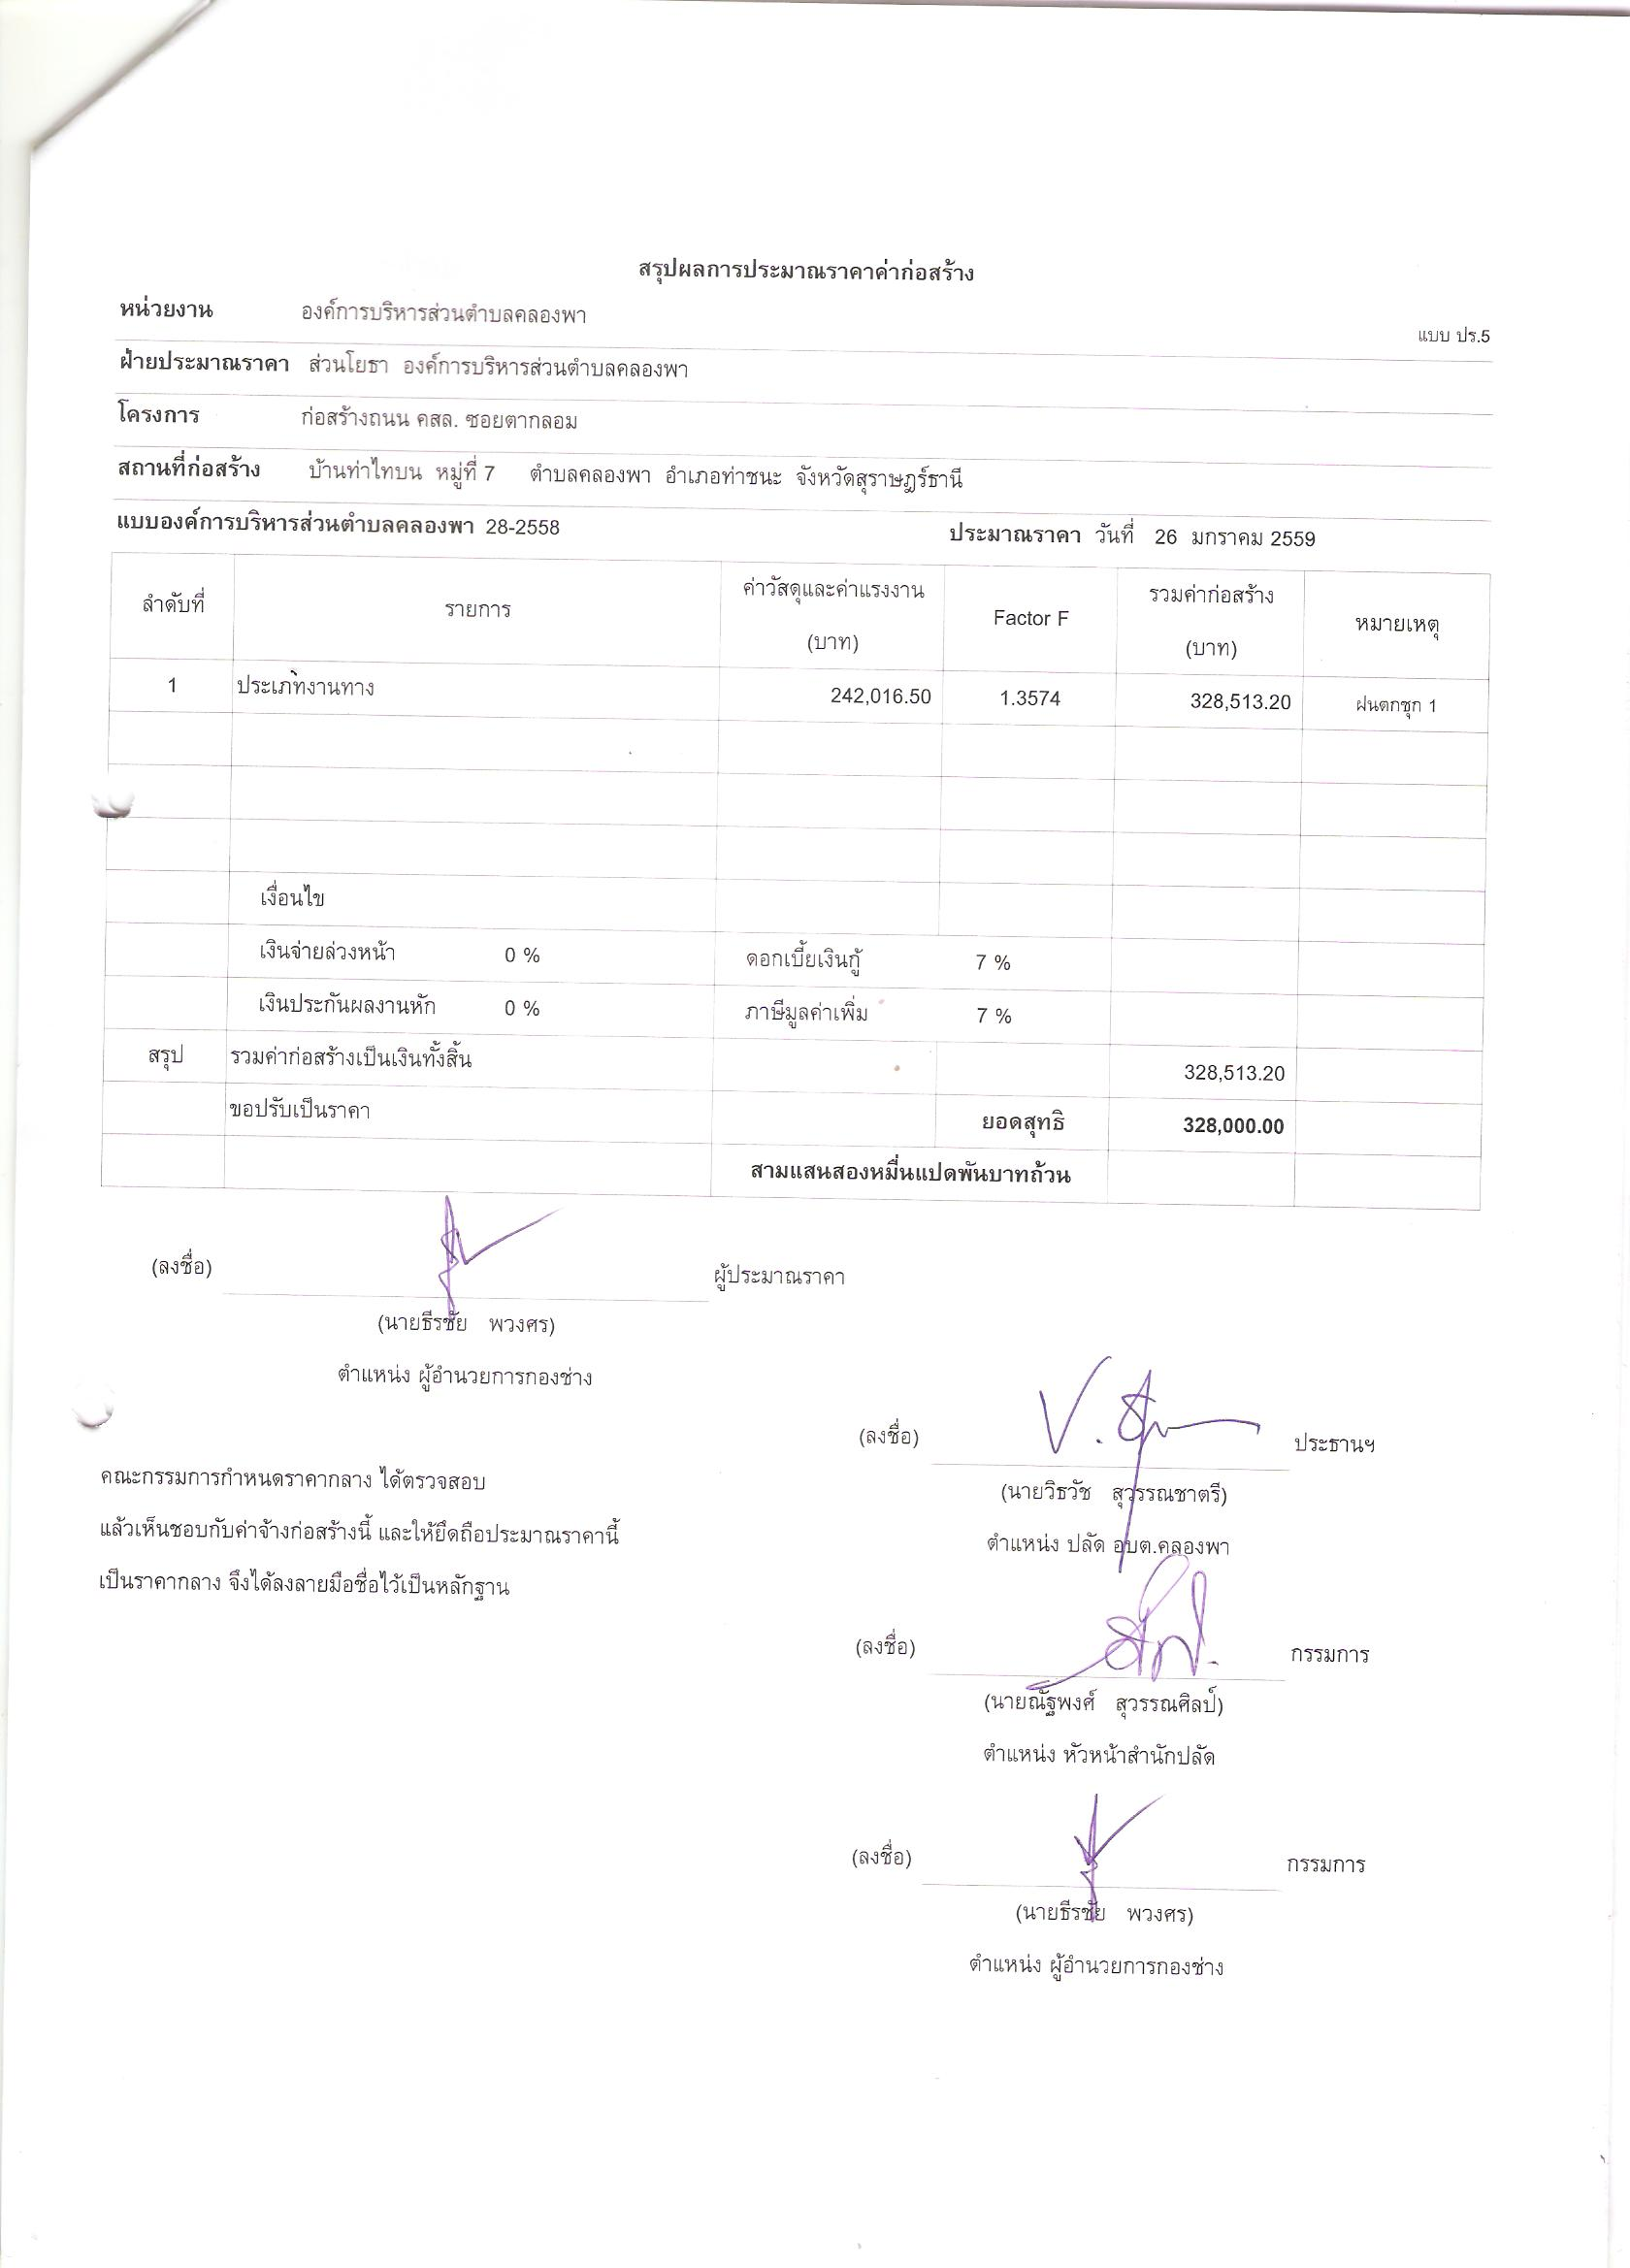 สรุปผลการประมาณราคาค่าก่อสร้าง
หน่วยงาน องค์การบริหารส่วนตำบลคลองพา
แบบ ปร.5
ฝ่ายประมาณราคา ส่วนโยธา องค์การบริหารส่วนตำบลคลองพา
โครงการ ก่อสร้างถนน คสล. ซอยตากลอม
สถานที่ก่อสร้าง บ้านท่าไทบน หมู่ที่ 7 ตำบลคลองพา อำเภอท่าชนะ จังหวัดสุราษฎร์ธานี
แบบองค์การบริหารส่วนตำบลคลองพา 28-2558 ประมาณราคา วันที่ 26 มกราคม 2559
ลำดับที่ รายการ ค่าวัสดุและค่าแรงงาน (บาท) Factor F รวมค่าก่อสร้าง (บาท) หมายเหตุ
1 ประเภทงานทาง 242,016.50 1.3574 328,513.20 ฝนตกชุก 1
เงื่อนไข
เงินจ่ายล่วงหน้า 0 % ดอกเบี้ยเงินกู้ 7 %
เงินประกันผลงานหัก 0 % ภาษีมูลค่าเพิ่ม 7 %
สรุป รวมค่าก่อสร้างเป็นเงินทั้งสิ้น 328,513.20
ขอปรับเป็นราคา ยอดสุทธิ 328,000.00
สามแสนสองหมื่นแปดพันบาทถ้วน
(ลงชื่อ) ผู้ประมาณราคา
(นายธีรชัย พวงศร)
ตำแหน่ง ผู้อำนวยการกองช่าง
(ลงชื่อ) ประธานฯ
(นายวิธวัช สุวรรณชาตรี)
ตำแหน่ง ปลัด อบต.คลองพา
คณะกรรมการกำหนดราคากลาง ได้ตรวจสอบ
แล้วเห็นชอบกับค่าจ้างก่อสร้างนี้ และให้ยึดถือประมาณราคานี้
เป็นราคากลาง จึงได้ลงลายมือชื่อไว้เป็นหลักฐาน
(ลงชื่อ) กรรมการ
(นายณัฐพงศ์ สุวรรณศิลป์)
ตำแหน่ง หัวหน้าสำนักปลัด
(ลงชื่อ) กรรมการ
(นายธีรชัย พวงศร)
ตำแหน่ง ผู้อำนวยการกองช่าง